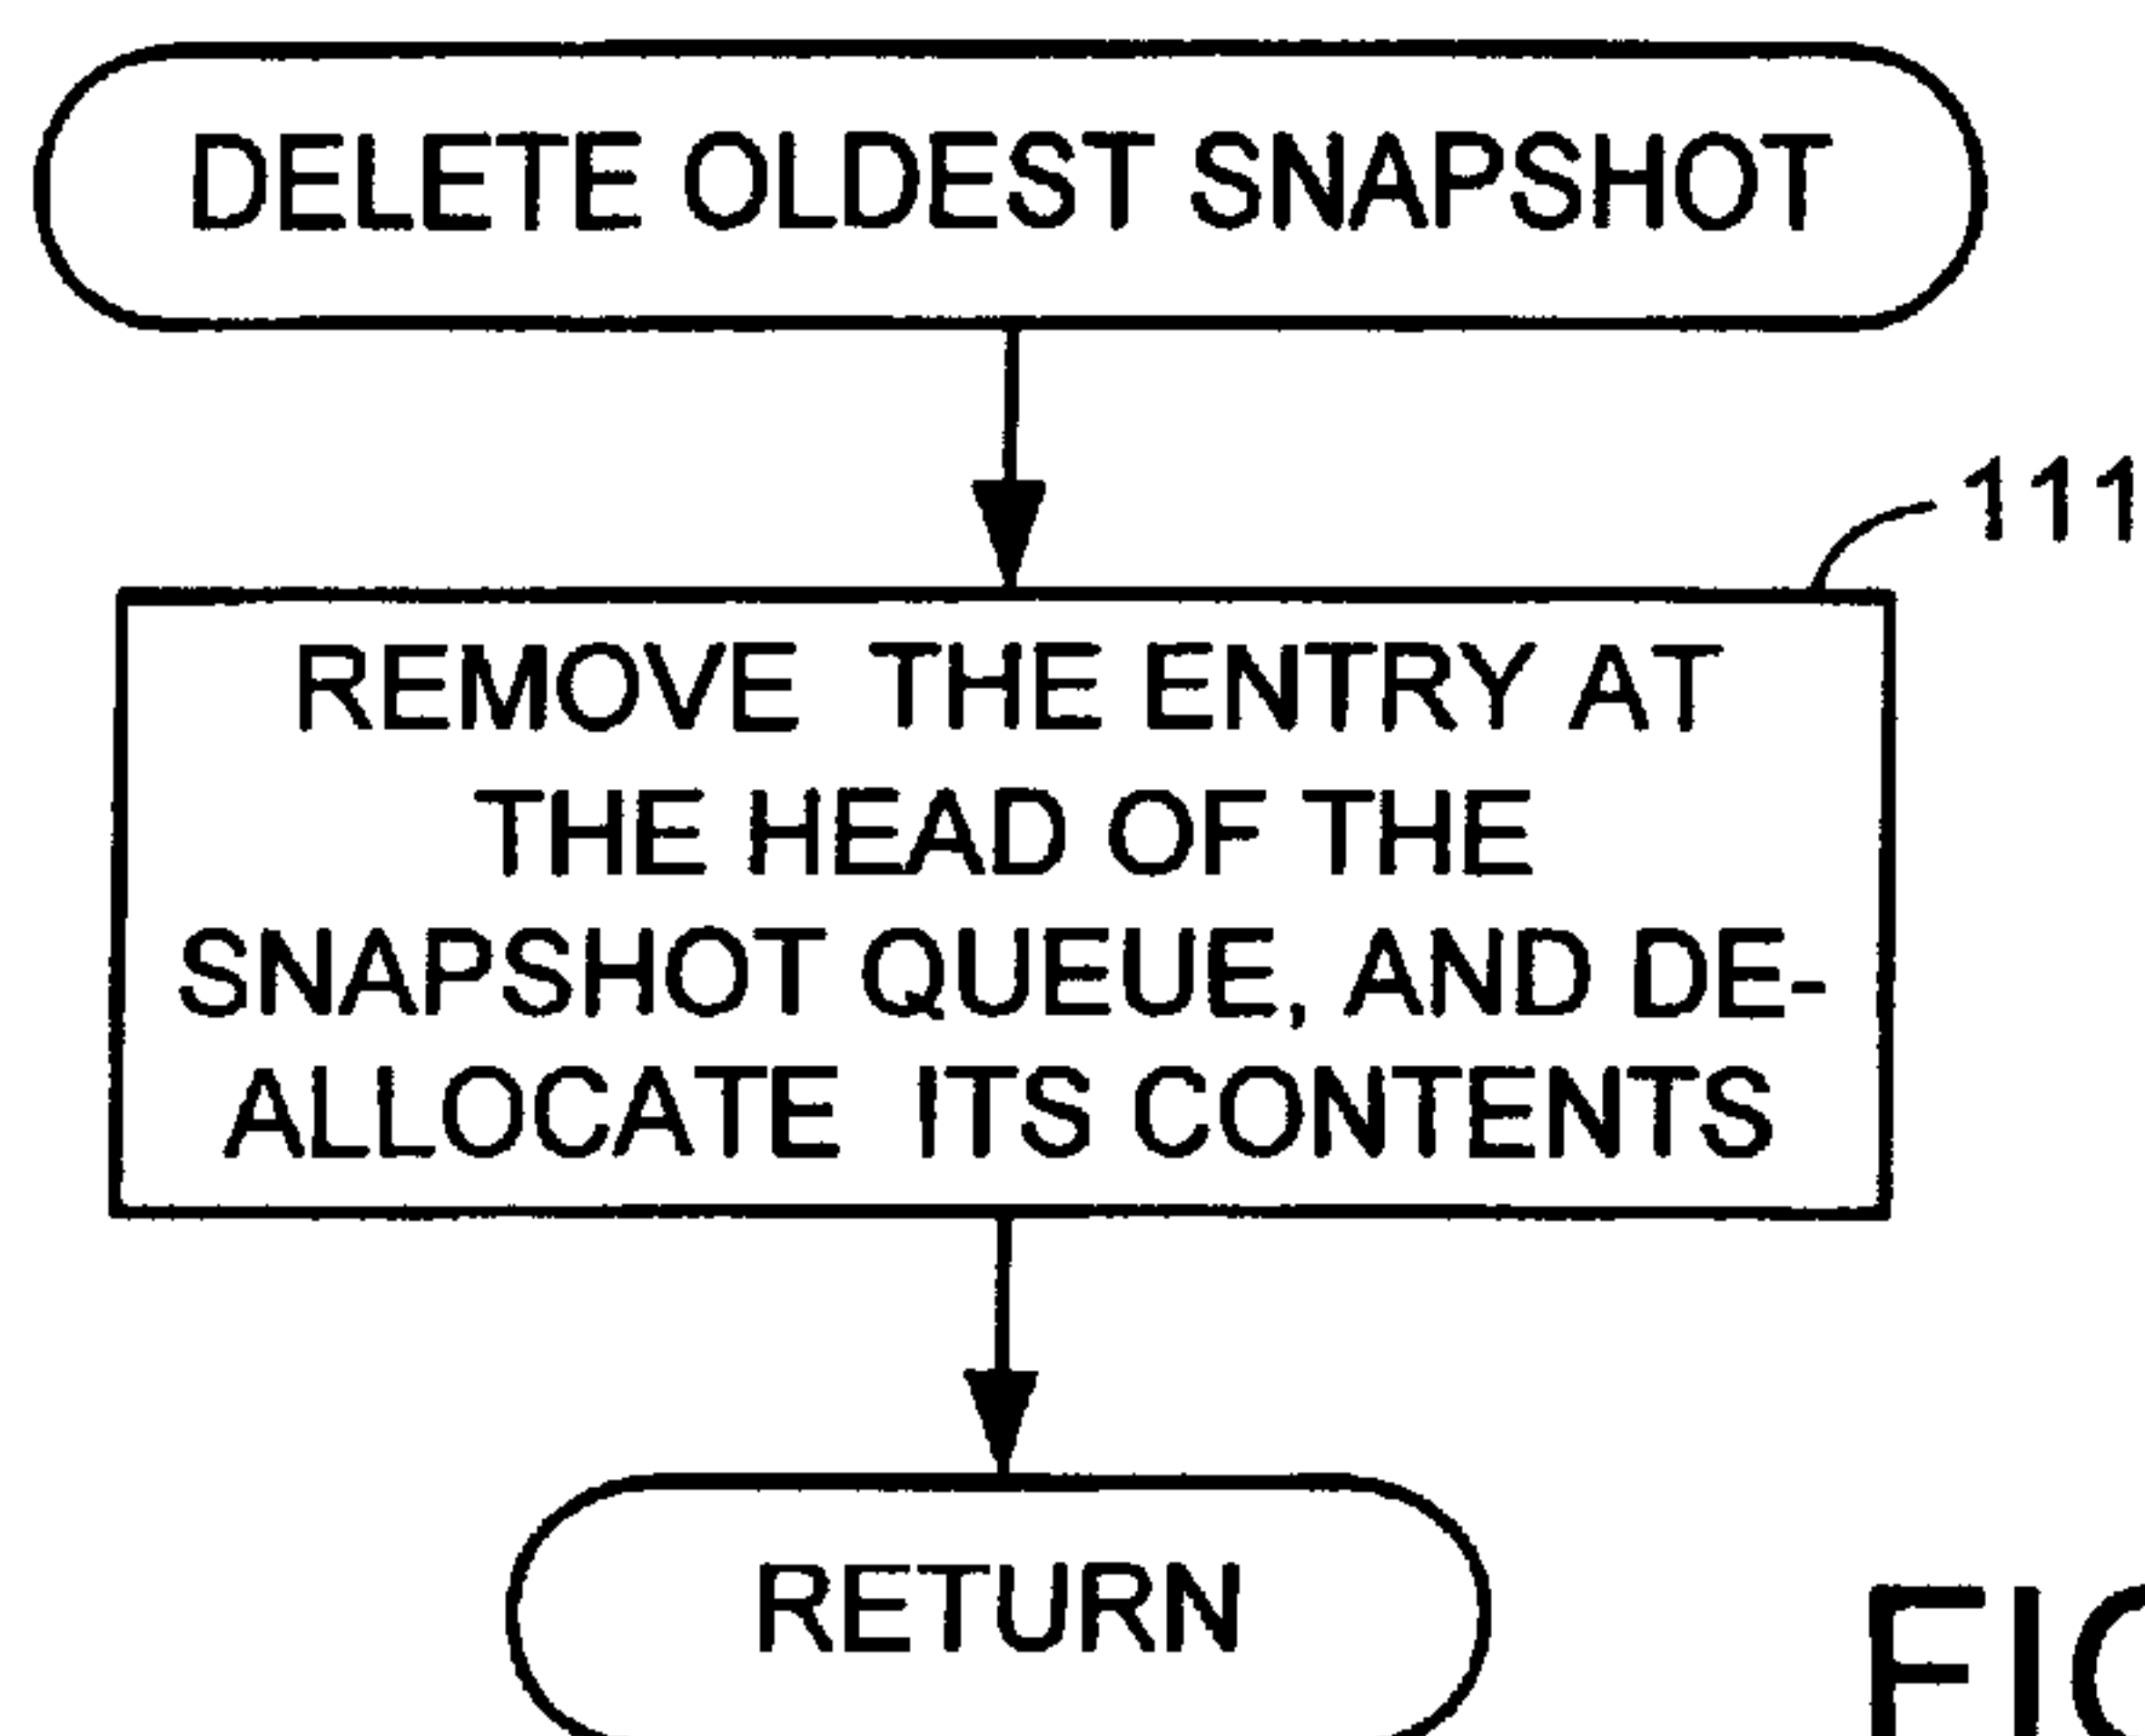 DELETE OLDEST SNAPSHOT
111
REMOVE THE ENTRY AT
THE HEAD OF THE
SNAPSHOT QUEUE, AND DE-
ALLOCATE ITS CONTENTS
RETURN